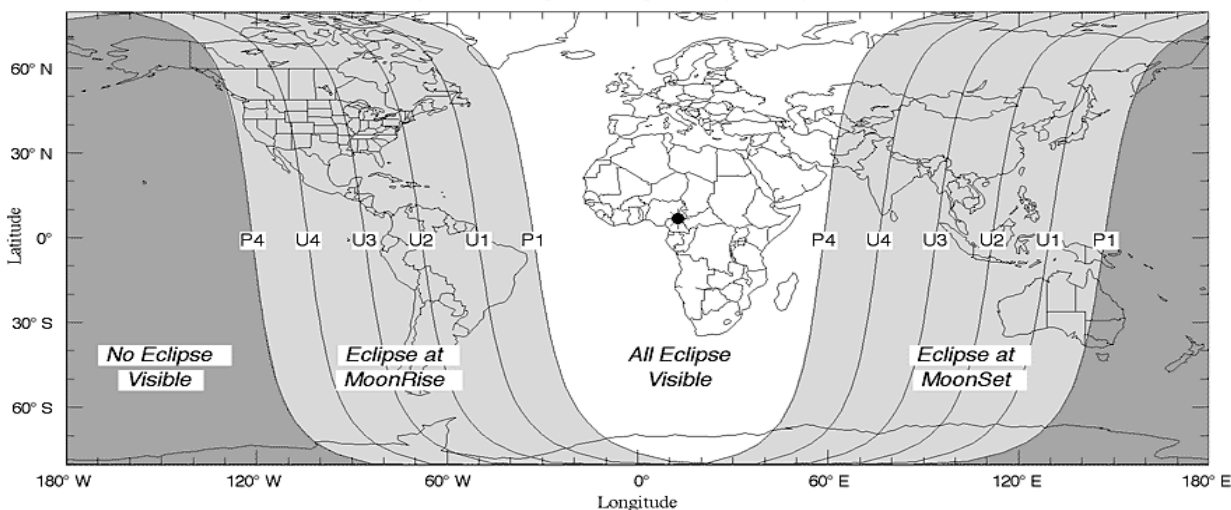 60° N
30° N
Latitude
0°
P4 U4 U3 U2 U1 P1 P4 U4 U3 U2 U1 P1
30° S
No Eclipse
Visible
Eclipse at
MoonRise
All Eclipse
Visible
Eclipse at
MoonSet
60° S
180° W 120° W 60° W 0° 60° E 120° E 180° E
Longitude